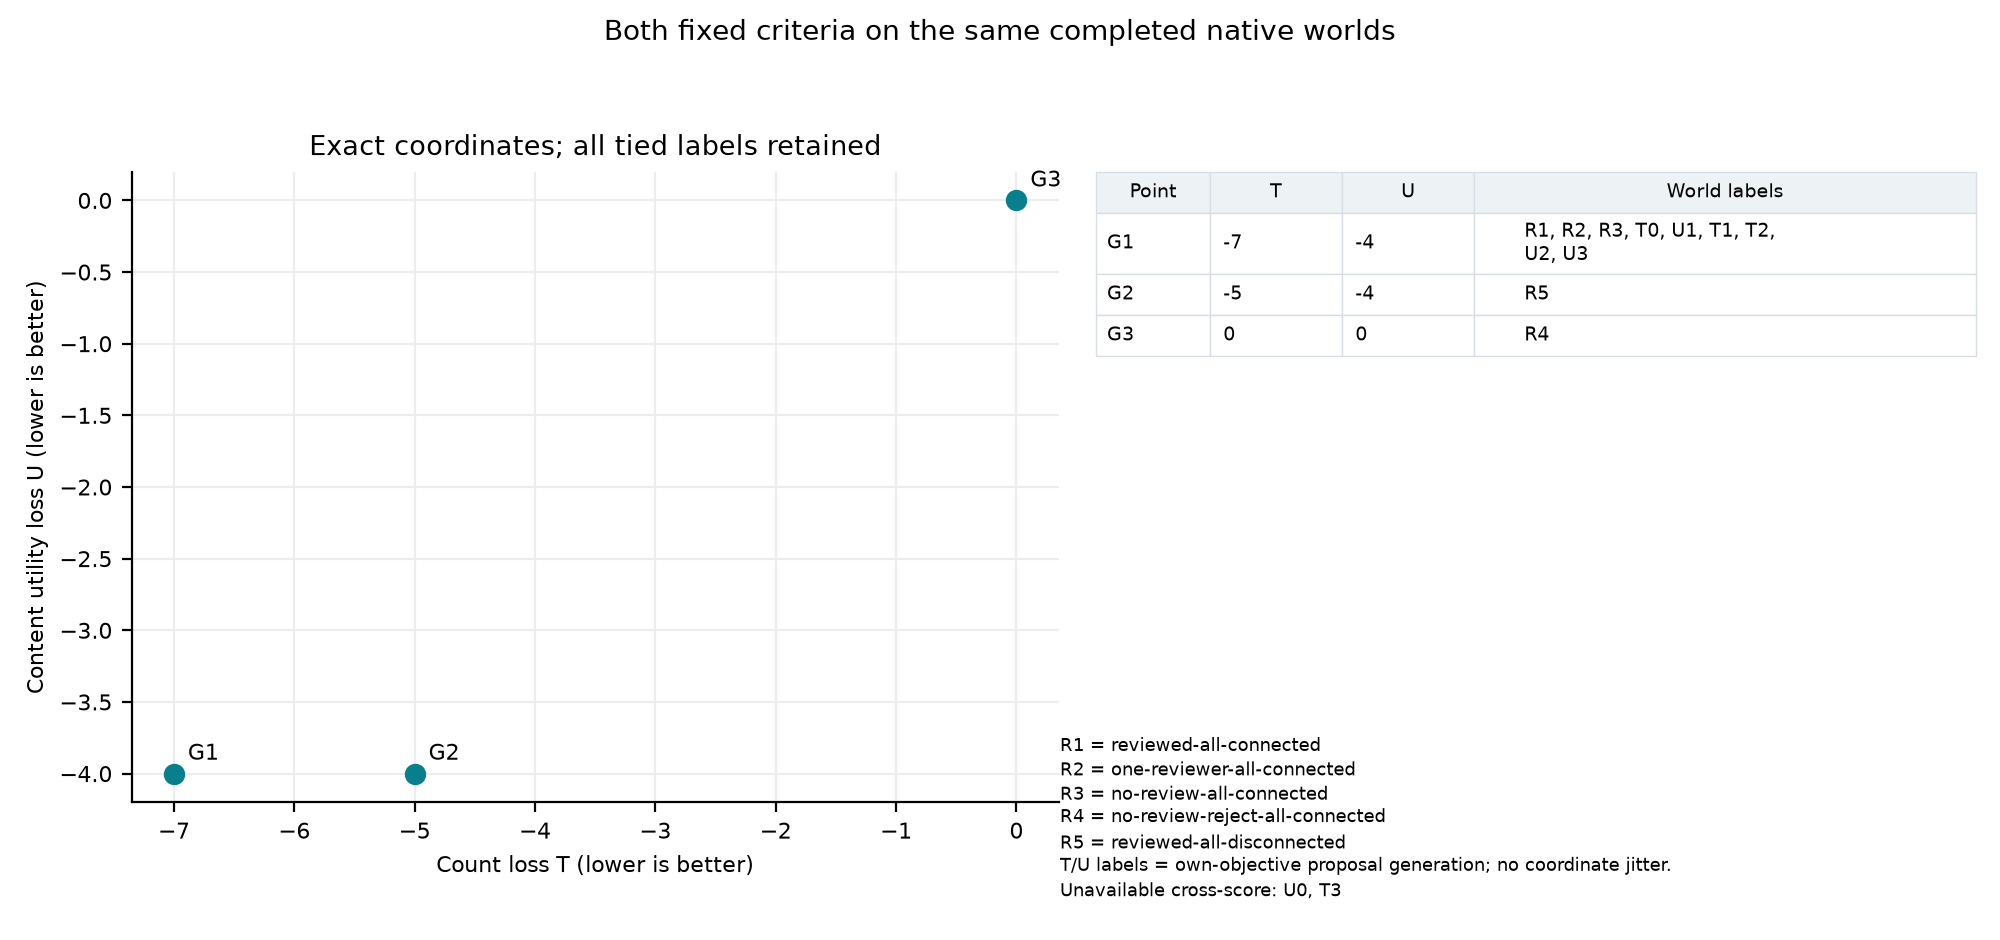 Both fixed criteria on the same completed native worlds
Exact coordinates; all tied labels retained
Content utility loss U (lower is better)
0.0
−0.5
−1.0
−1.5
−2.0
−2.5
−3.0
−3.5
−4.0
G3
G1
G2
−7 −6 −5 −4 −3 −2 −1 0
Count loss T (lower is better)
Point T U World labels
G1 -7 -4 R1, R2, R3, T0, U1, T1, T2,
U2, U3
G2 -5 -4 R5
G3 0 0 R4
R1 = reviewed-all-connected
R2 = one-reviewer-all-connected
R3 = no-review-all-connected
R4 = no-review-reject-all-connected
R5 = reviewed-all-disconnected
T/U labels = own-objective proposal generation; no coordinate jitter.
Unavailable cross-score: U0, T3